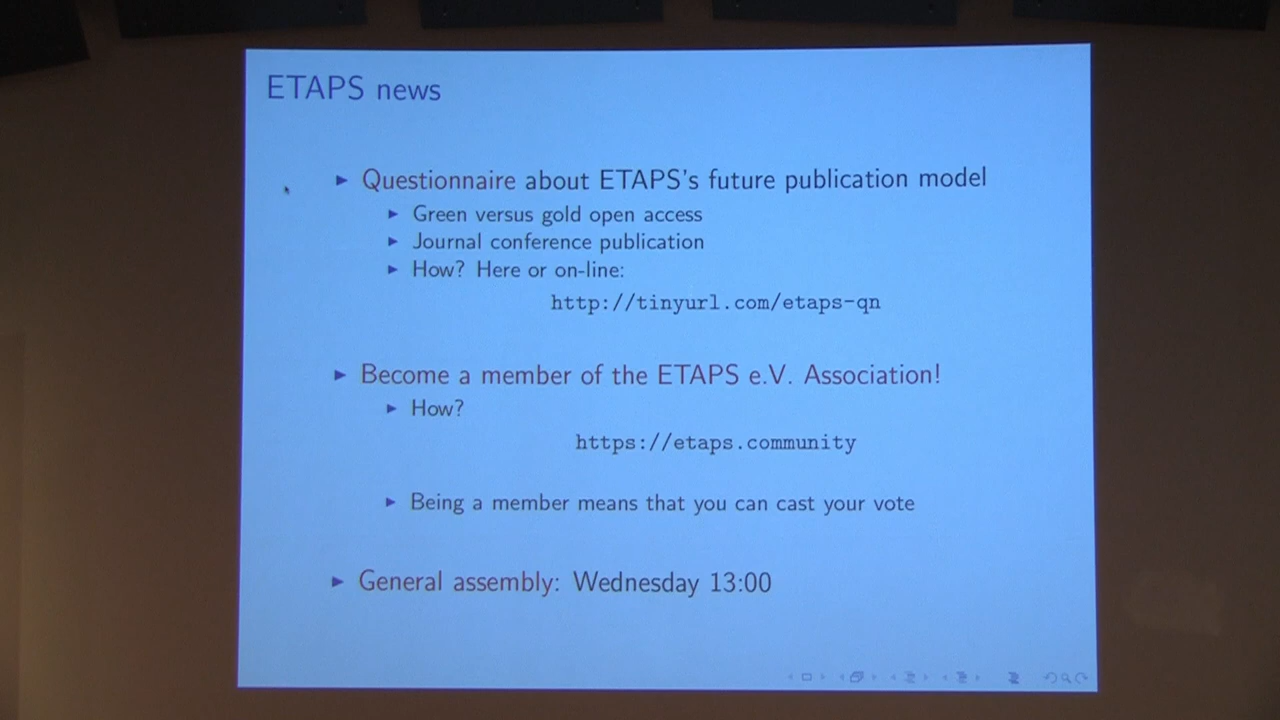 ETAPS news
Questionnaire about ETAPS's future publication model
Green versus gold open access
Journal conference publication
How? Here or on-line:
http://tinyurl.com/etaps-qn
Become a member of the ETAPS e.V. Association!
How?
https://etaps.community
Being a member means that you can cast your vote
General assembly: Wednesday 13:00